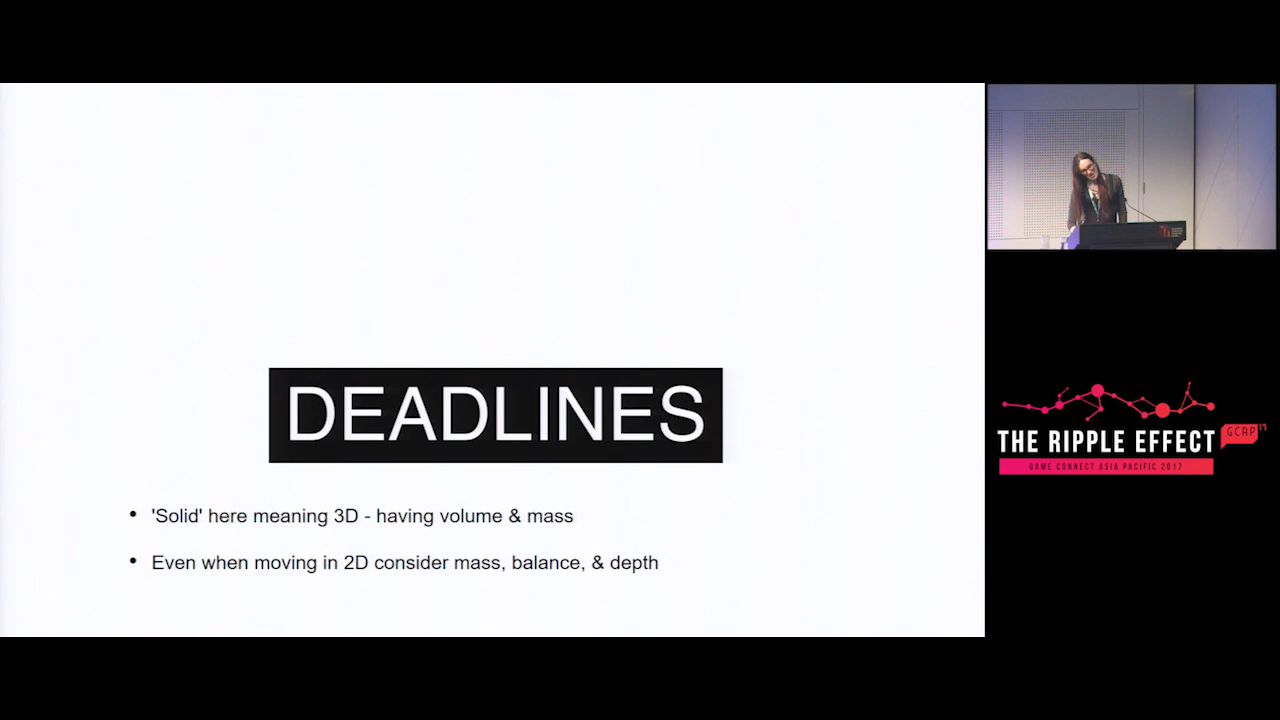 DEADLINES
• 'Solid' here meaning 3D - having volume & mass
• Even when moving in 2D consider mass, balance, & depth
THE RIPPLE EFFECT
GCAP '17
GAME CONNECT ASIA PACIFIC 2017